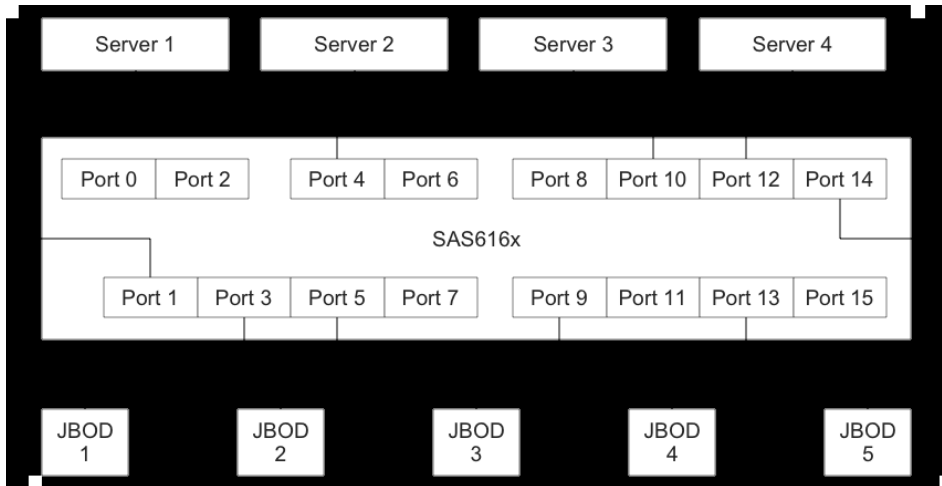 Server 1 Server 2 Server 3 Server 4
Port 0 Port 2 Port 4 Port 6 Port 8 Port 10 Port 12 Port 14
SAS616x
Port 1 Port 3 Port 5 Port 7 Port 9 Port 11 Port 13 Port 15
JBOD JBOD JBOD JBOD JBOD
1 2 3 4 5